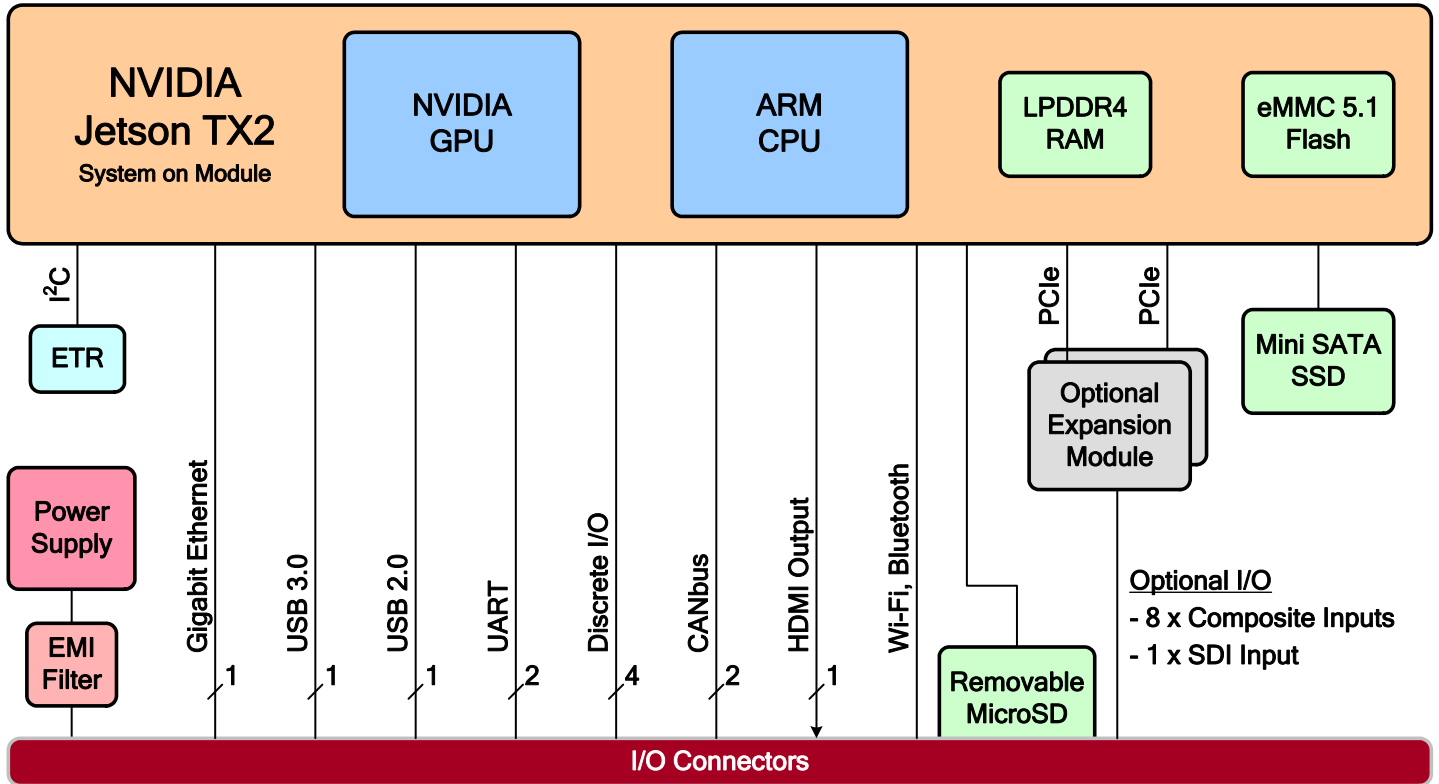 NVIDIA
Jetson TX2
System on Module
NVIDIA
GPU
ARM
CPU
LPDDR4
RAM
eMMC 5.1
Flash
I²C
PCIe
PCIe
ETR
Mini SATA
SSD
Optional
Expansion
Module
Power
Supply
EMI
Filter
Gigabit Ethernet
1
USB 3.0
1
USB 2.0
1
UART
2
Discrete I/O
4
CANbus
2
HDMI Output
1
Wi-Fi, Bluetooth
Removable
MicroSD
Optional I/O
- 8 x Composite Inputs
- 1 x SDI Input
I/O Connectors